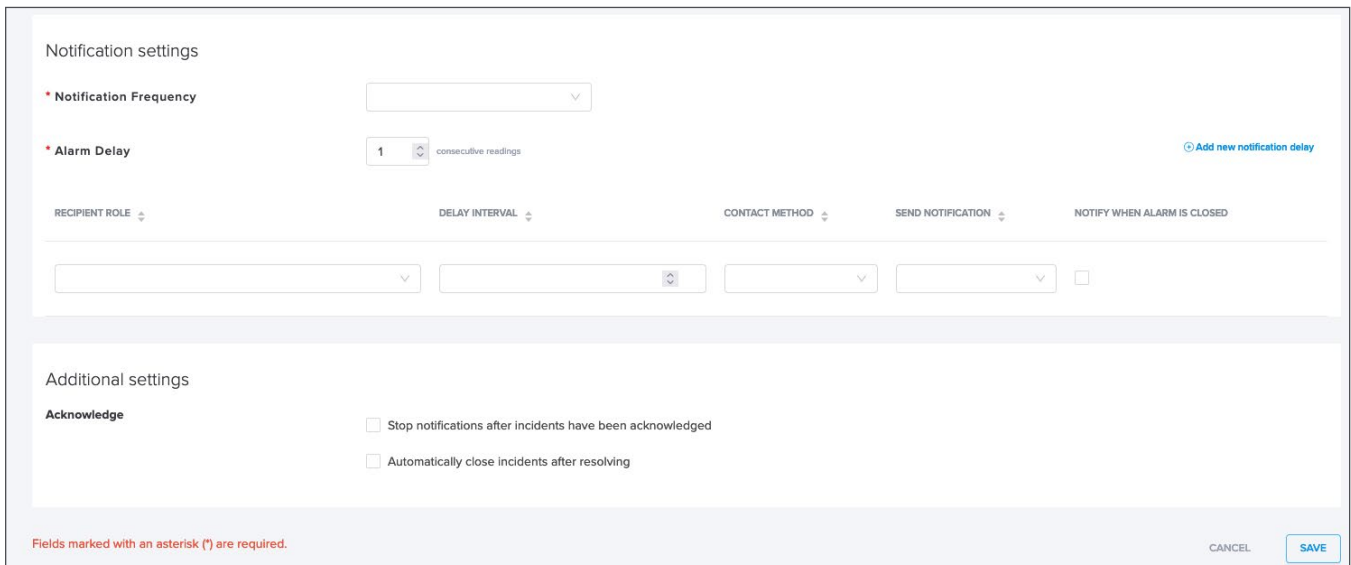 Notification settings
* Notification Frequency
* Alarm Delay 1 consecutive readings Add new notification delay
RECIPIENT ROLE DELAY INTERVAL CONTACT METHOD SEND NOTIFICATION NOTIFY WHEN ALARM IS CLOSED
Additional settings
Acknowledge
Stop notifications after incidents have been acknowledged
Automatically close incidents after resolving
Fields marked with an asterisk (*) are required.
CANCEL SAVE